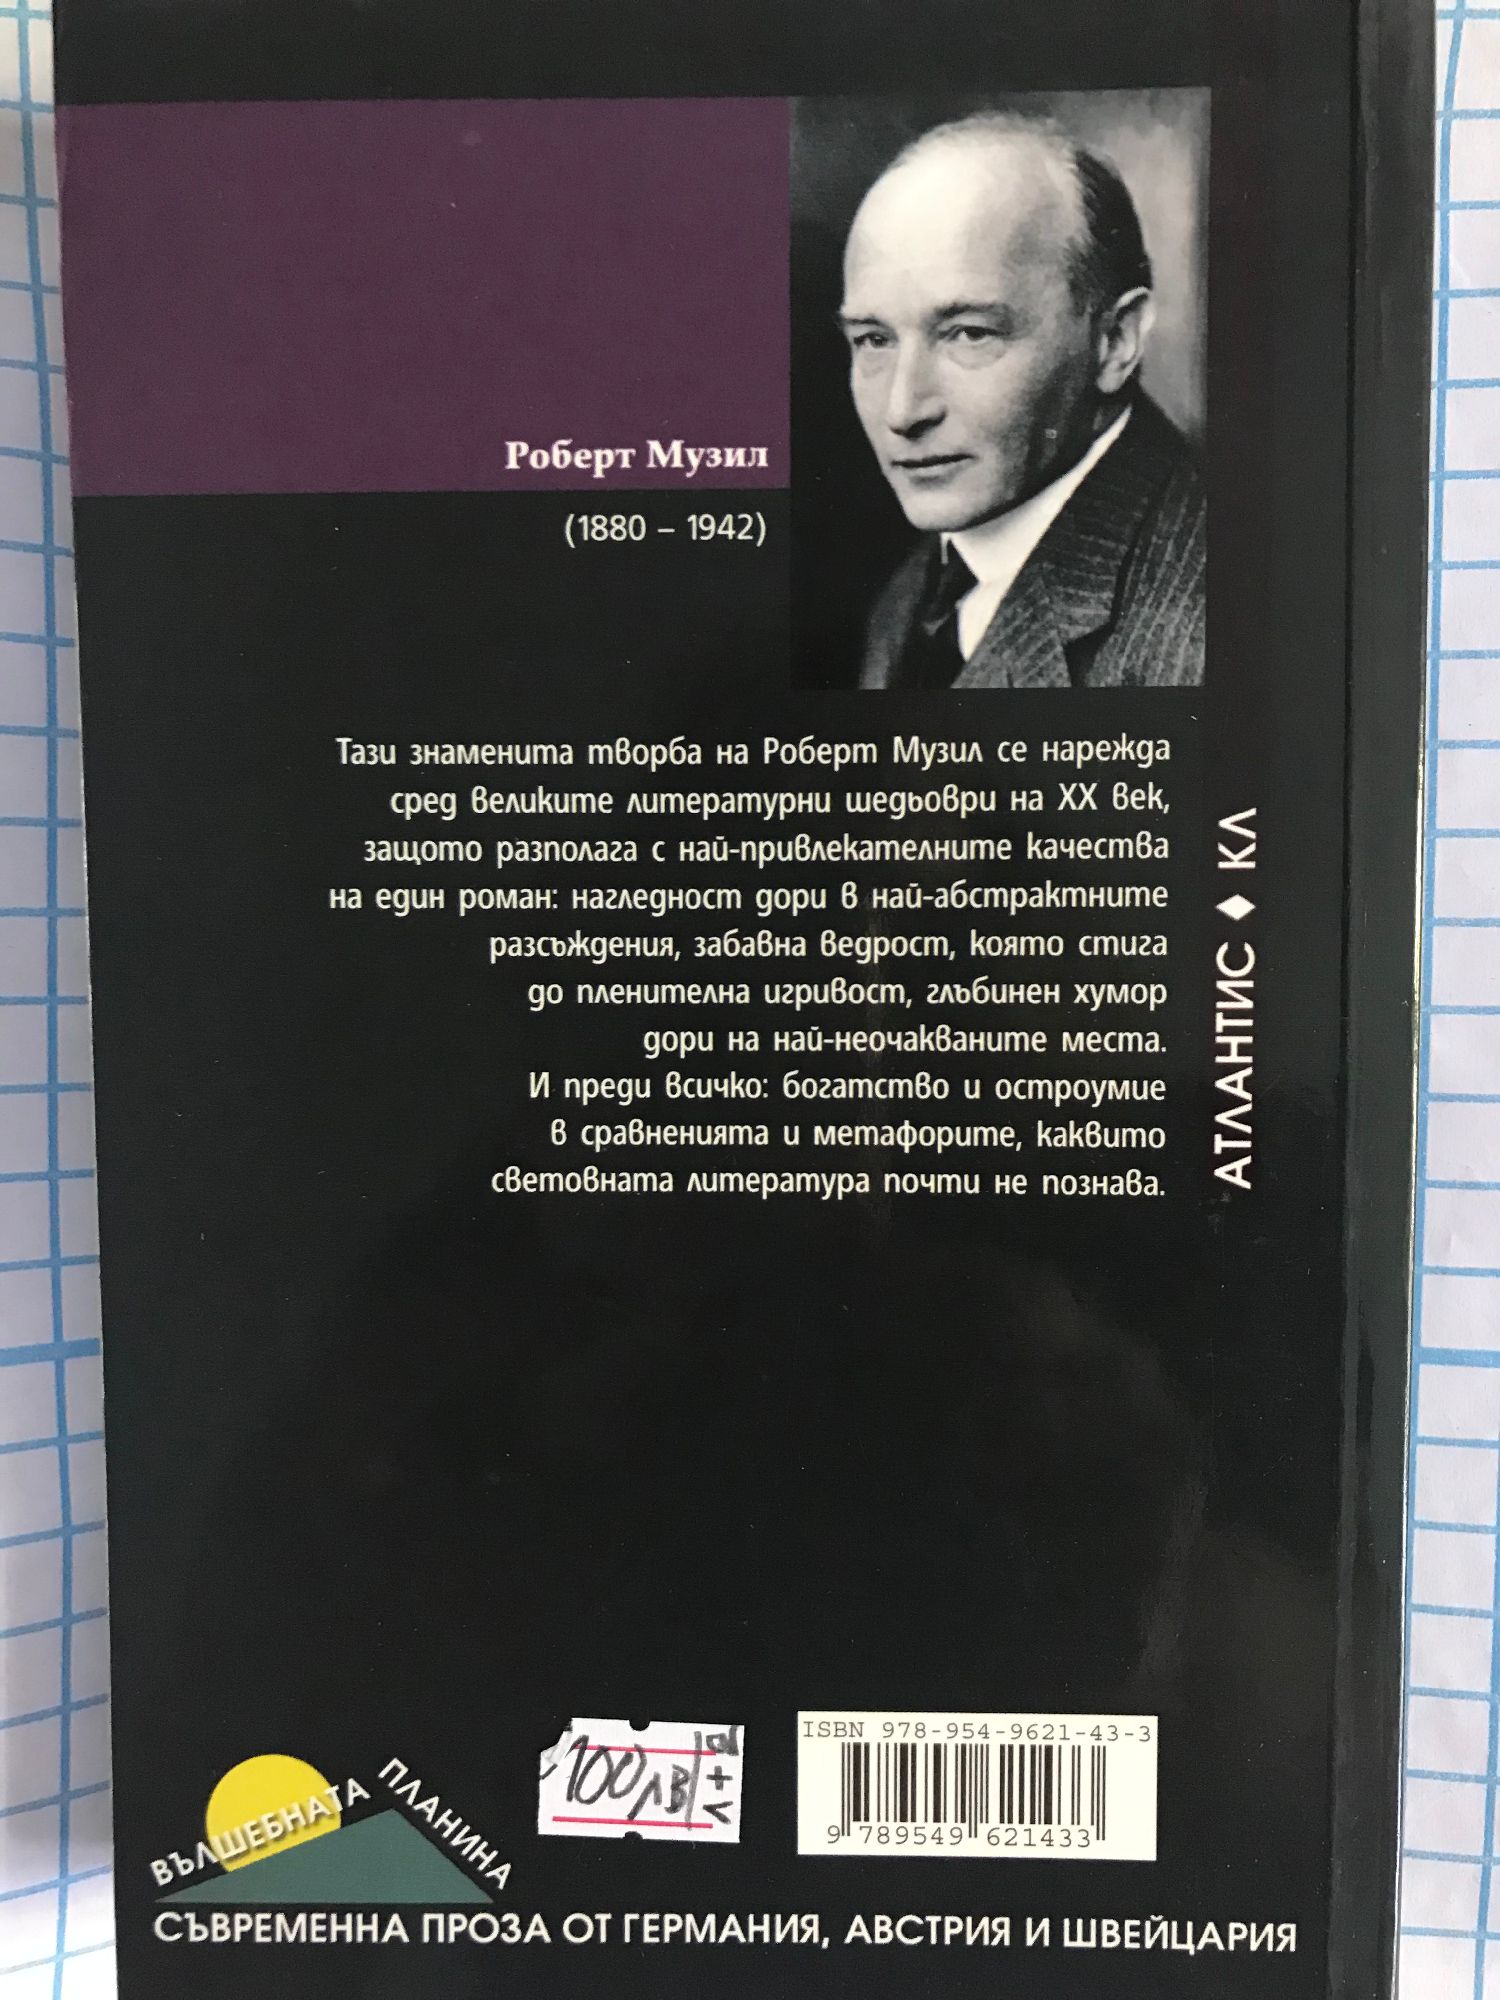 Роберт Музил
(1880 – 1942)
Тази знаменита творба на Роберт Музил се нарежда
сред великите литературни шедьоври на XX век,
защото разполага с най-привлекателните качества
на един роман: нагледност дори в най-абстрактните
разсъждения, забавна ведрост, която стига
до пленителна игривост, глъбинен хумор
дори на най-неочакваните места.
И преди всичко: богатство и остроумие
в сравненията и метафорите, каквито
световната литература почти не познава.
АТЛАНТИС ♦ КЛ
ISBN 978-954-9621-43-3
9 789549 621433
100лв
ВЪЛШЕБНАТА ПЛАНИНА
СЪВРЕМЕННА ПРОЗА ОТ ГЕРМАНИЯ, АВСТРИЯ И ШВЕЙЦАРИЯ